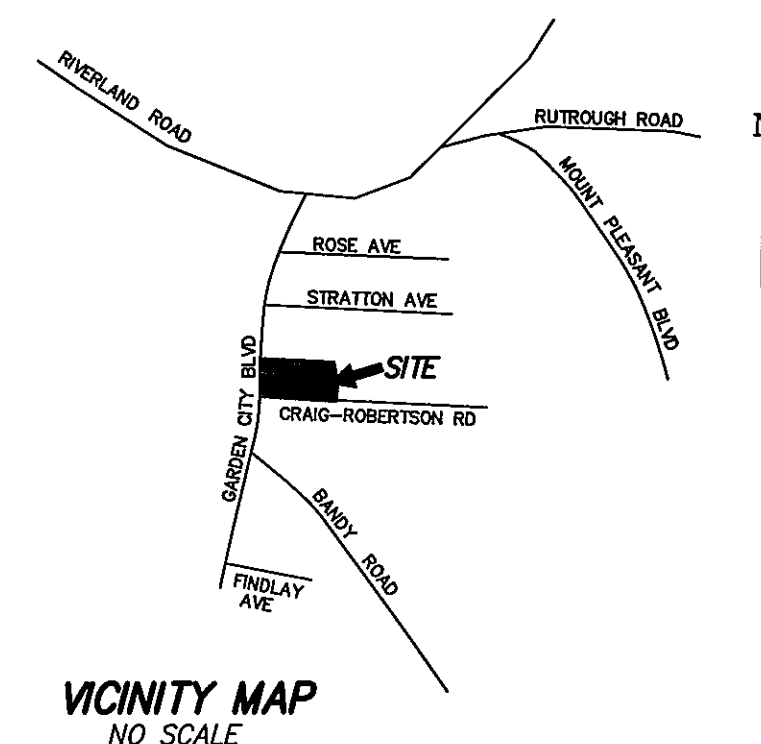 RIVERLAND ROAD
RUTROUGH ROAD
MOUNT PLEASANT BLVD
ROSE AVE
STRATTON AVE
GARDEN CITY BLVD
SITE
CRAIG-ROBERTSON RD
BANDY ROAD
FINDLAY
AVE
VICINITY MAP
NO SCALE